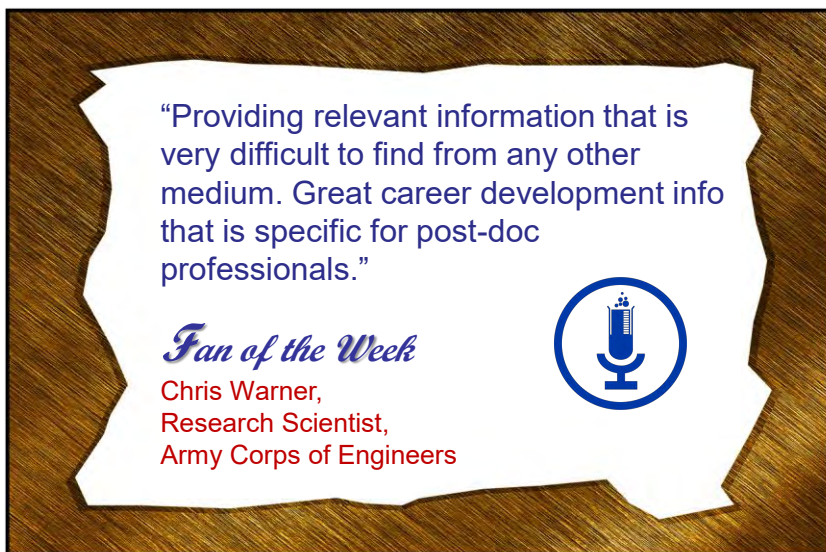 “Providing relevant information that is
very difficult to find from any other
medium. Great career development info
that is specific for post-doc
professionals.”
Fan of the Week
Chris Warner,
Research Scientist,
Army Corps of Engineers